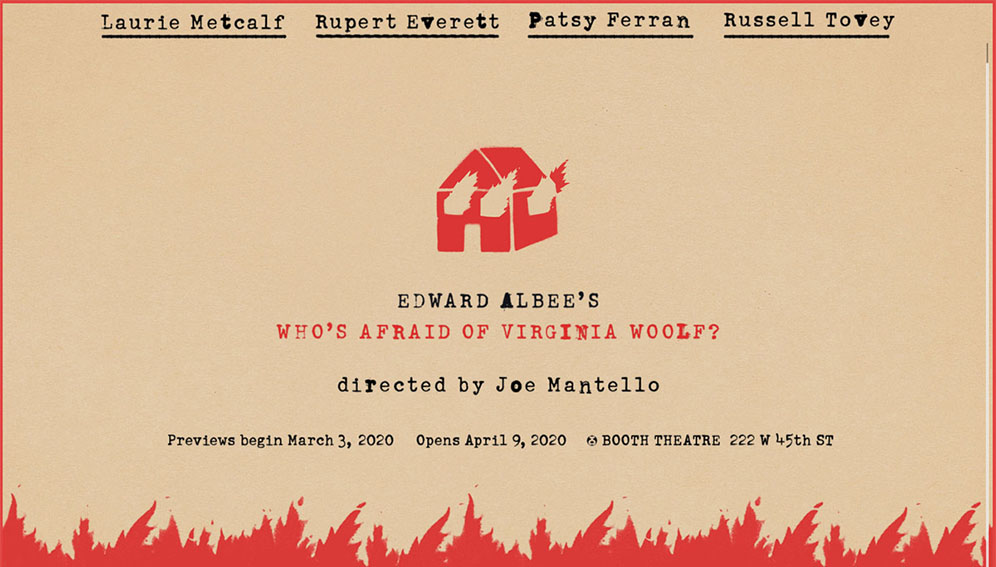 Laurie Metcalf Rupert Everett Patsy Ferran Russell Tovey
EDWARD ALBEE'S
WHO'S AFRAID OF VIRGINIA WOOLF?
directed by Joe Mantello
Previews begin March 3, 2020 Opens April 9, 2020 BOOTH THEATRE 222 W 45th ST